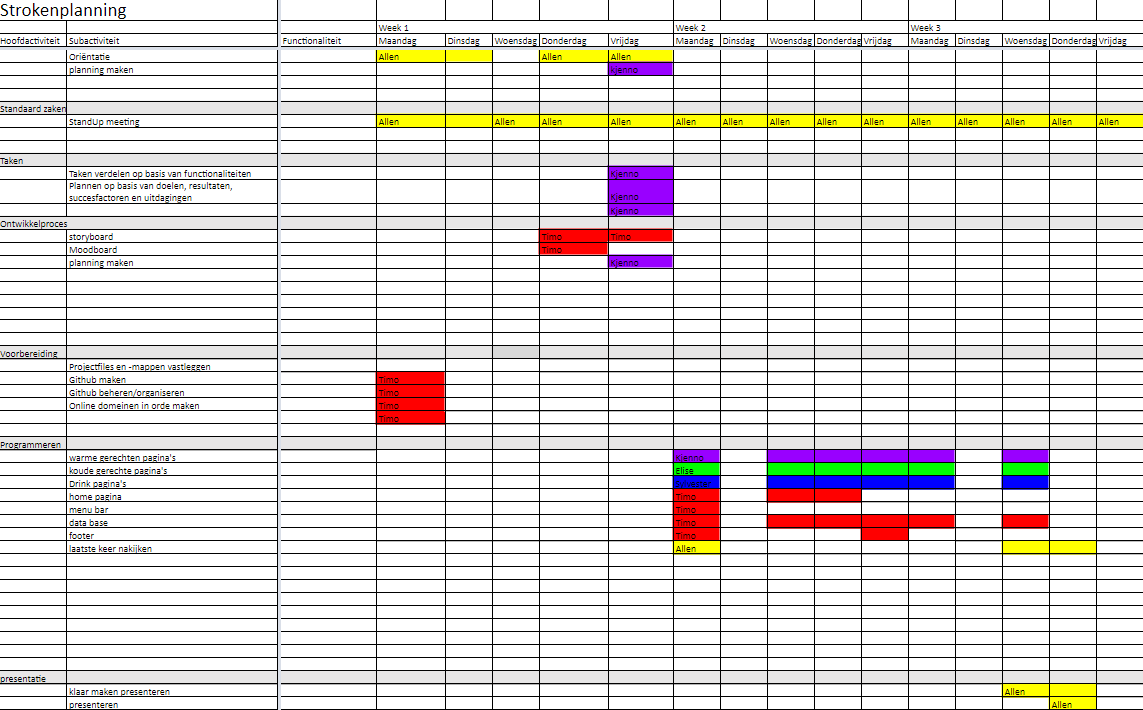 Strokenplanning
Week 1 Week 2 Week 3
Hoofdactiviteit Subactiviteit Functionaliteit Maandag Dinsdag Woensdag Donderdag Vrijdag Maandag Dinsdag Woensdag Donderdag Vrijdag Maandag Dinsdag Woensdag Donderdag Vrijdag
Oriëntatie Allen Allen Allen
planning maken Kjenno
Standaard zaken
StandUp meeting Allen Allen Allen Allen Allen Allen Allen Allen Allen Allen Allen Allen Allen Allen
Taken
Taken verdelen op basis van functionaliteiten Kjenno
Plannen op basis van doelen, resultaten,
succesfactoren en uitdagingen Kjenno
Kjenno
Ontwikkelproces
storyboard Timo Timo
Moodboard Timo
planning maken Kjenno
Voorbereiding
Projectfiles en -mappen vastleggen
Github maken Timo
Github beheren/organiseren Timo
Online domeinen in orde maken Timo
Timo
Programmeren
warme gerechten pagina's Kjenno
koude gerechte pagina's Elise
Drink pagina's Sylvester
home pagina Timo
menu bar Timo
data base Timo
footer Timo
laatste keer nakijken Allen
presentatie
klaar maken presenteren Allen
presenteren Allen